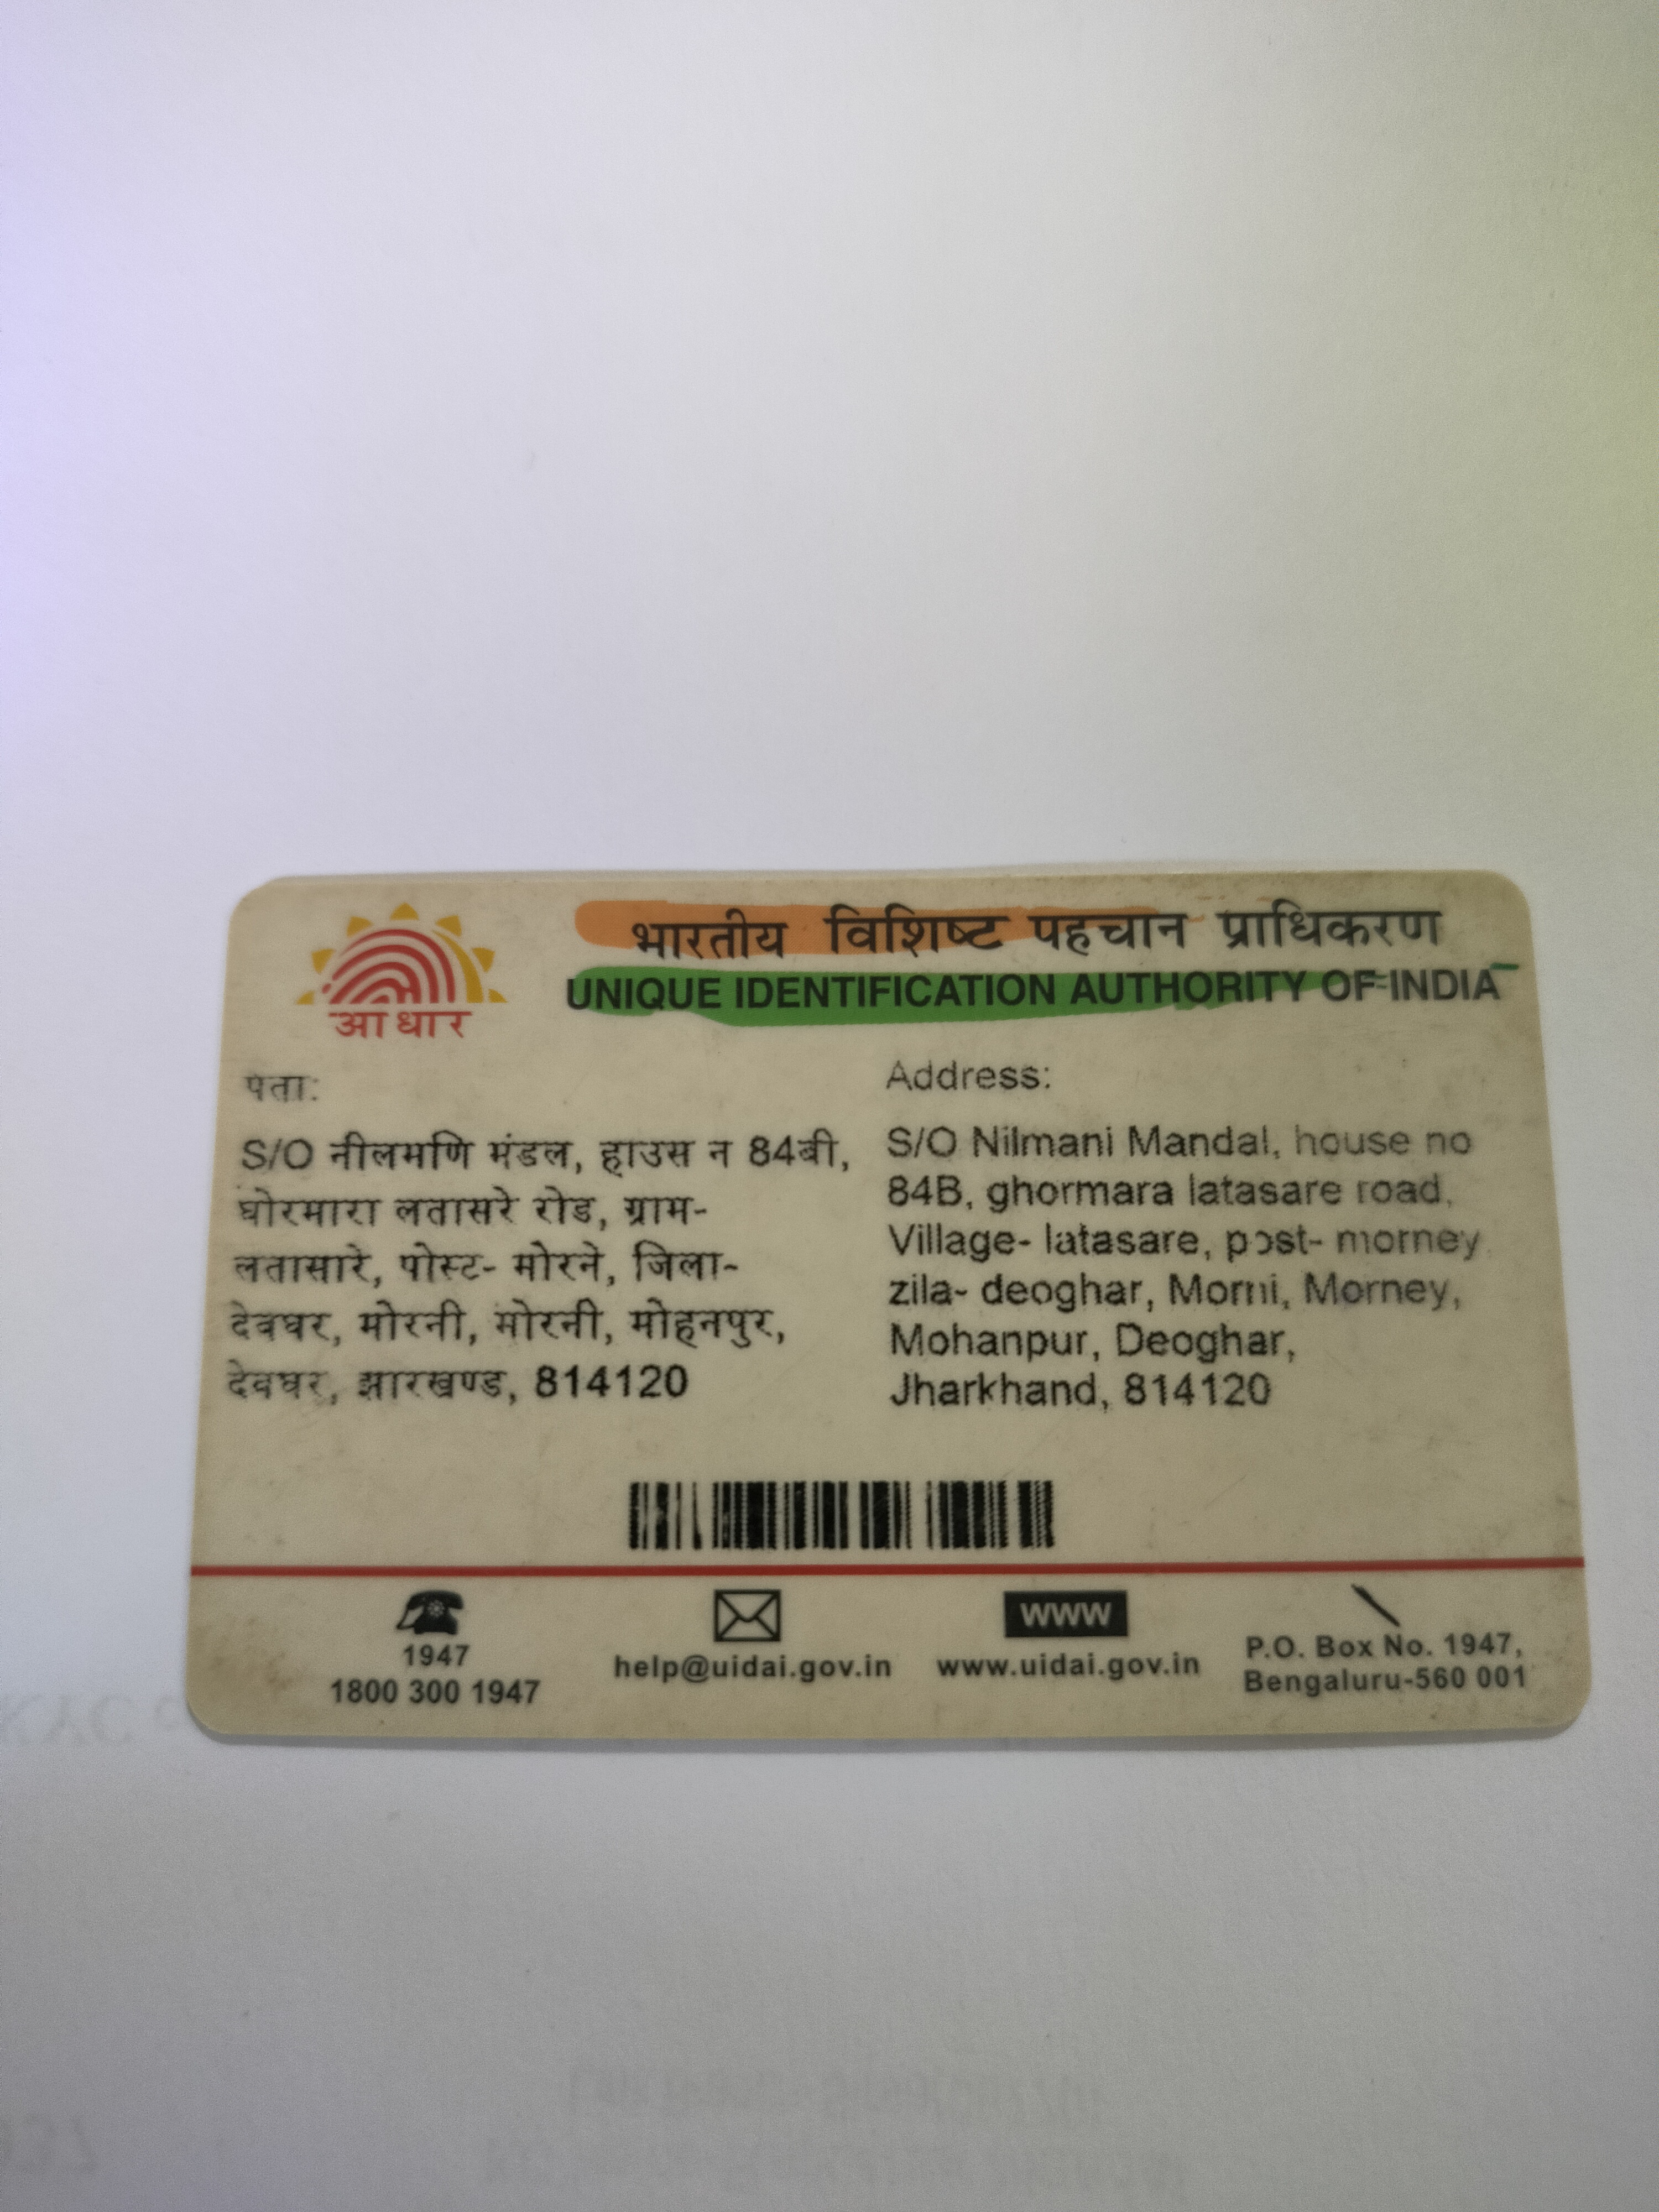 भारतीय विशिष्ट पहचान प्राधिकरण
UNIQUE IDENTIFICATION AUTHORITY OF INDIA
आधार
पता:
S/O नीलमणि मंडल, हाउस न 84बी,
घोरमारा लतासरे रोड, ग्राम-
लतासारे, पोस्ट- मोरने, जिला-
देवघर, मोरनी, मोरनी, मोहनपुर,
देवघर, झारखण्ड, 814120
Address:
S/O Nilmani Mandal, house no
84B, ghormara latasare road,
Village- latasare, post- morney
zila- deoghar, Morni, Morney,
Mohanpur, Deoghar,
Jharkhand, 814120
1947
1800 300 1947
help@uidai.gov.in
www
www.uidai.gov.in
P.O. Box No. 1947,
Bengaluru-560 001